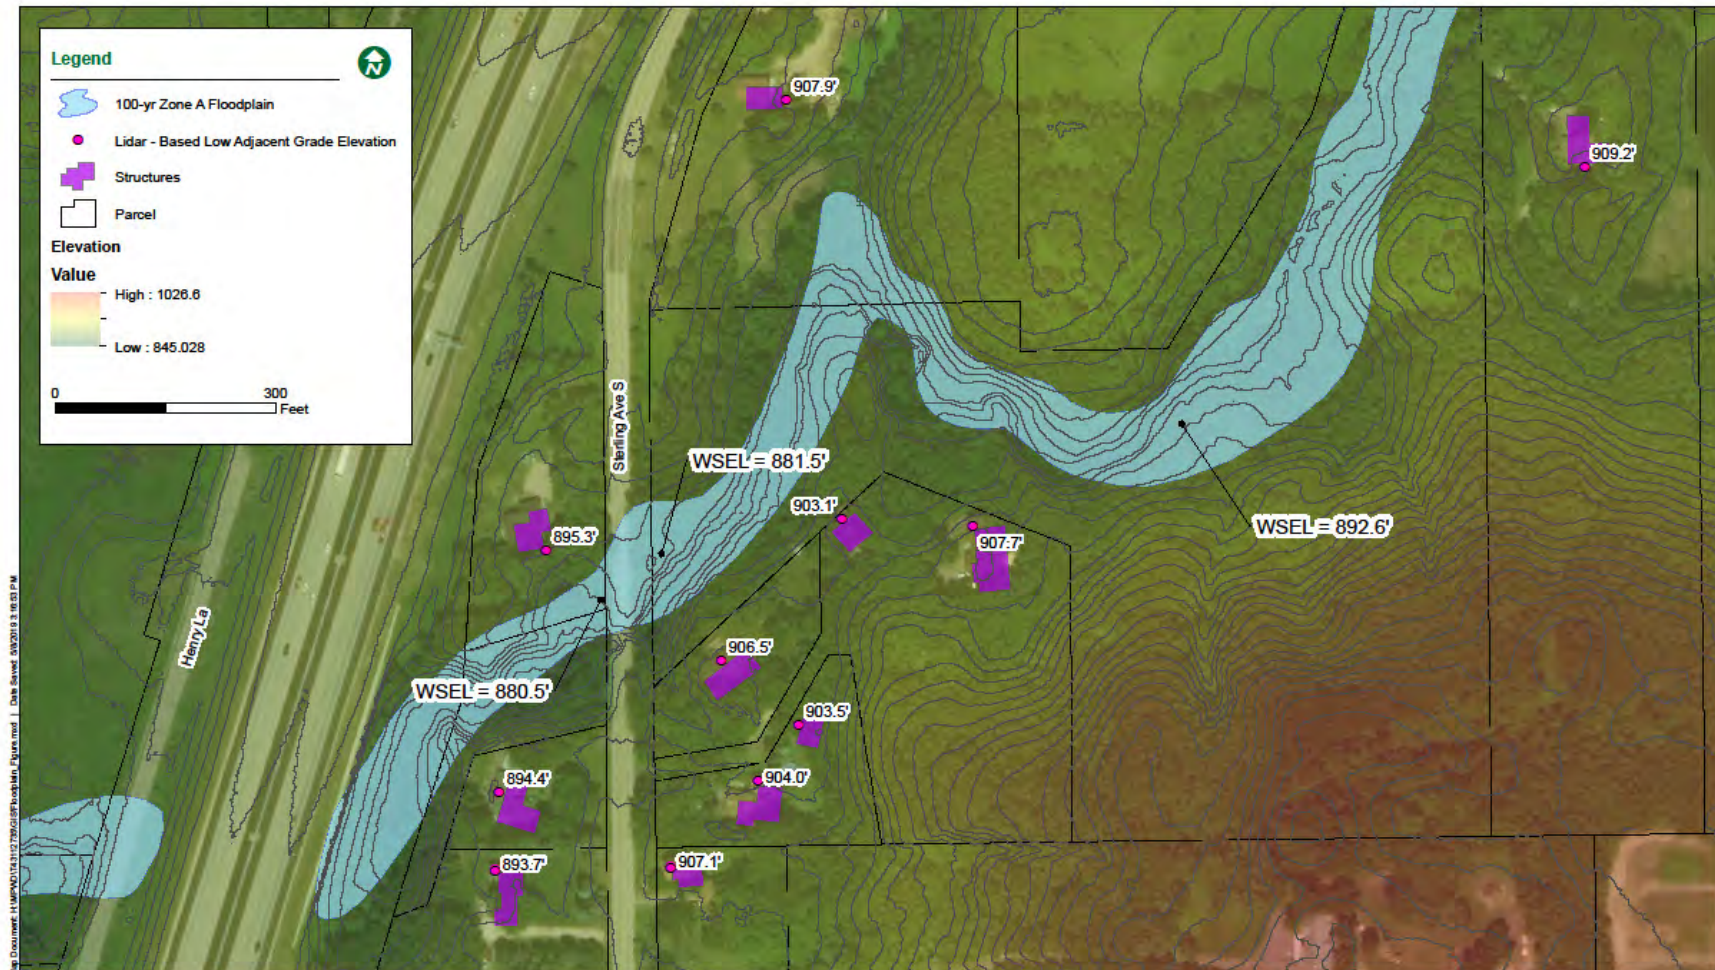 Legend
N
100-yr Zone A Floodplain
Lidar - Based Low Adjacent Grade Elevation
Structures
Parcel
Elevation
Value
High : 1026.6
Low : 845.028
0 300
Feet
907.9'
909.2'
Sterling Ave S
WSEL = 881.5'
903.1'
895.3'
907.7'
WSEL = 892.6'
Henry La
906.5'
WSEL = 880.5'
903.5'
894.4'
904.0'
893.7'
907.1'